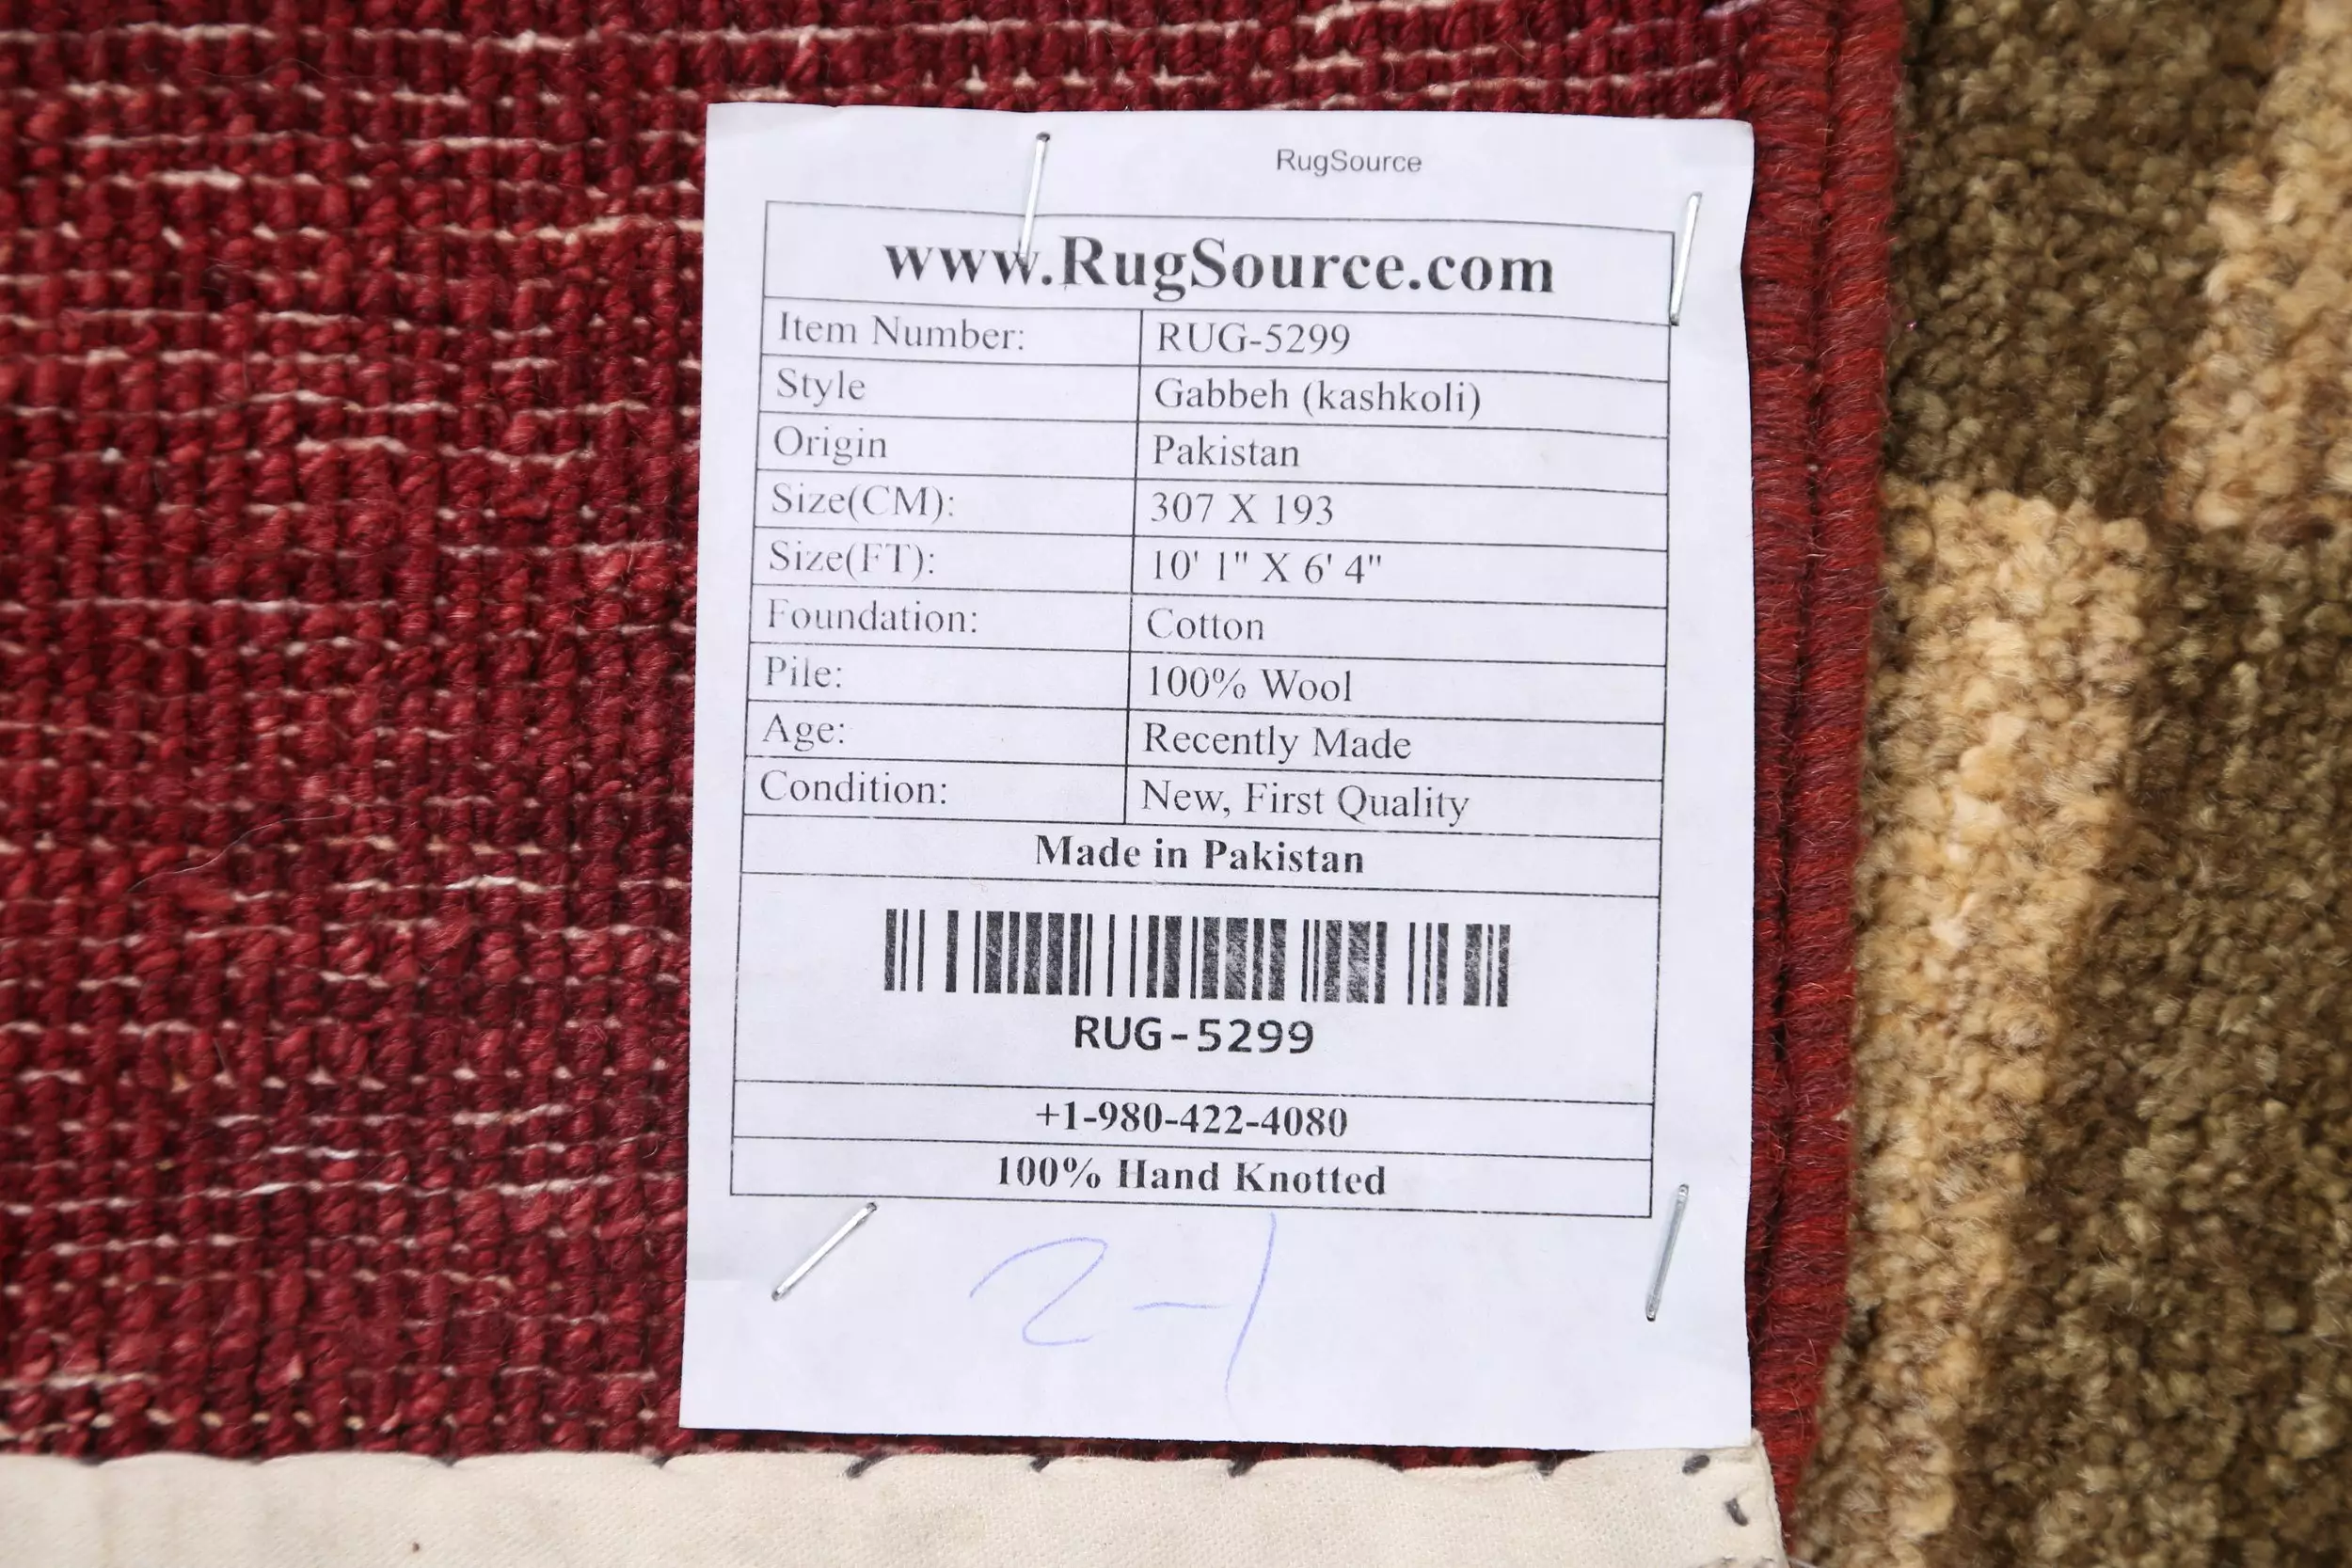 RugSource
www.RugSource.com
Item Number: RUG-5299
Style Gabbeh (kashkoli)
Origin Pakistan
Size(CM): 307 X 193
Size(FT): 10' 1" X 6' 4"
Foundation: Cotton
Pile: 100% Wool
Age: Recently Made
Condition: New, First Quality
Made in Pakistan
RUG-5299
+1-980-422-4080
100% Hand Knotted
2-1